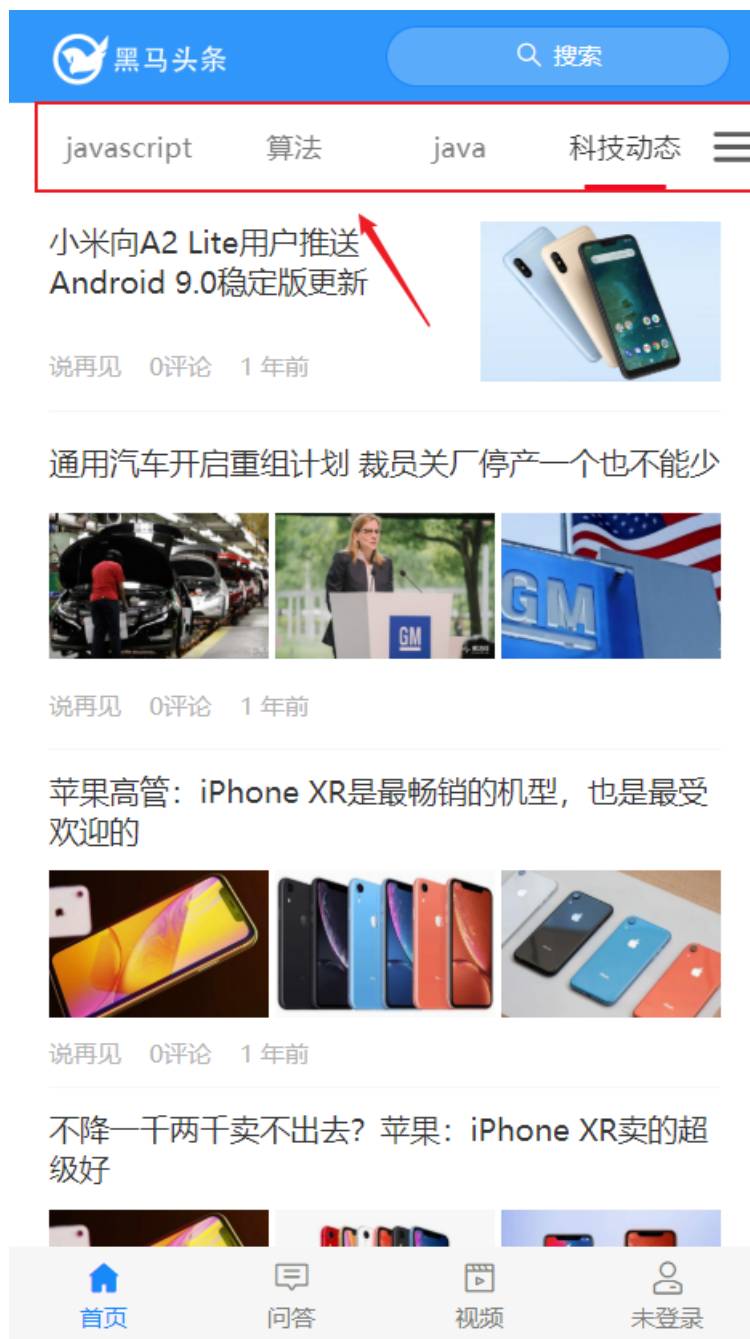 黑马头条
搜索
javascript 算法 java 科技动态
小米向A2 Lite用户推送
Android 9.0稳定版更新
说再见 0评论 1 年前
通用汽车开启重组计划 裁员关厂停产一个也不能少
GM
GM
说再见 0评论 1 年前
苹果高管：iPhone XR是最畅销的机型，也是最受
欢迎的
说再见 0评论 1 年前
不降一千两千卖不出去？苹果：iPhone XR卖的超
级好
首页 问答 视频 未登录